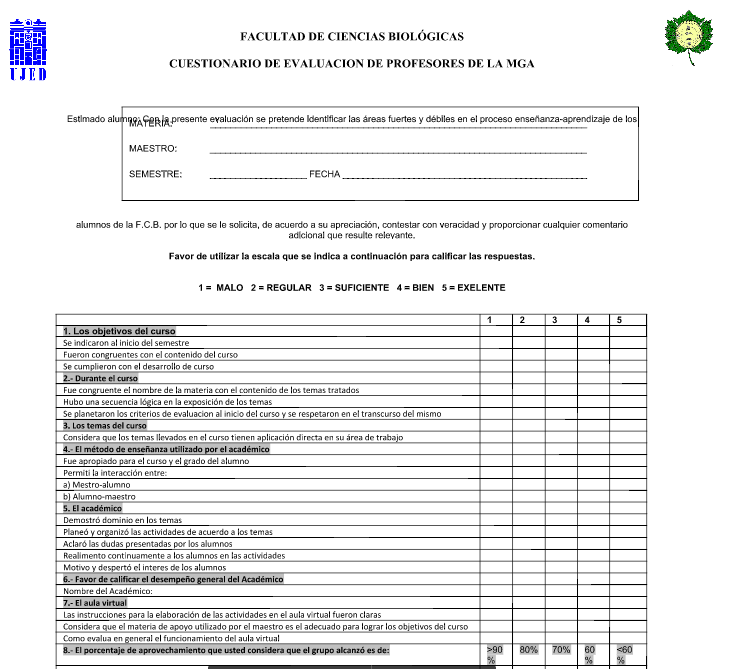 FACULTAD DE CIENCIAS BIOLÓGICAS
CUESTIONARIO DE EVALUACION DE PROFESORES DE LA MGA
UJED
Estimado alumno: Con la presente evaluación se pretende identificar las áreas fuertes y débiles en el proceso enseñanza-aprendizaje de los
MATERIA:
MAESTRO:
SEMESTRE: FECHA
alumnos de la F.C.B. por lo que se le solicita, de acuerdo a su apreciación, contestar con veracidad y proporcionar cualquier comentario
adicional que resulte relevante.
Favor de utilizar la escala que se indica a continuación para calificar las respuestas.
1 = MALO 2 = REGULAR 3 = SUFICIENTE 4 = BIEN 5 = EXELENTE
1 2 3 4 5
1. Los objetivos del curso
Se indicaron al inicio del semestre
Fueron congruentes con el contenido del curso
Se cumplieron con el desarrollo de curso
2.- Durante el curso
Fue congruente el nombre de la materia con el contenido de los temas tratados
Hubo una secuencia lógica en la exposición de los temas
Se planetaron los criterios de evaluacion al inicio del curso y se respetaron en el transcurso del mismo
3. Los temas del curso
Considera que los temas llevados en el curso tienen aplicación directa en su área de trabajo
4.- El método de enseñanza utilizado por el académico
Fue apropiado para el curso y el grado del alumno
Permiti la interacción entre:
a) Mestro-alumno
b) Alumno-maestro
5. El académico
Demostró dominio en los temas
Planeó y organizó las actividades de acuerdo a los temas
Aclaró las dudas presentadas por los alumnos
Realimento continuamente a los alumnos en las actividades
Motivo y despertó el interes de los alumnos
6.- Favor de calificar el desempeño general del Académico
Nombre del Académico:
7.- El aula virtual
Las instrucciones para la elaboración de las actividades en el aula virtual fueron claras
Considera que el material de apoyo utilizado por el maestro es el adecuado para lograr los objetivos del curso
Como evalua en general el funcionamiento del aula virtual
8.- El porcentaje de aprovechamiento que usted considera que el grupo alcanzó es de: >90 % 80% 70% 60 % <60 %